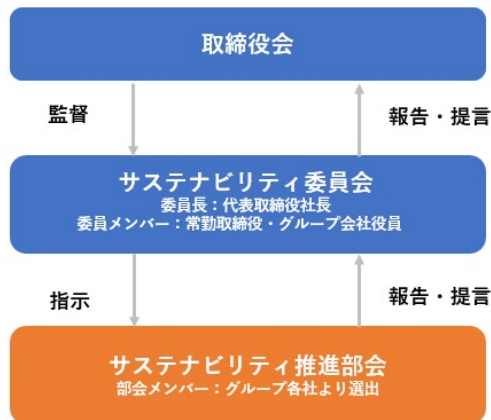 取締役会
監督
報告・提言
サステナビリティ委員会
委員長：代表取締役社長
委員メンバー：常勤取締役・グループ会社役員
指示
報告・提言
サステナビリティ推進部会
部会メンバー：グループ各社より選出